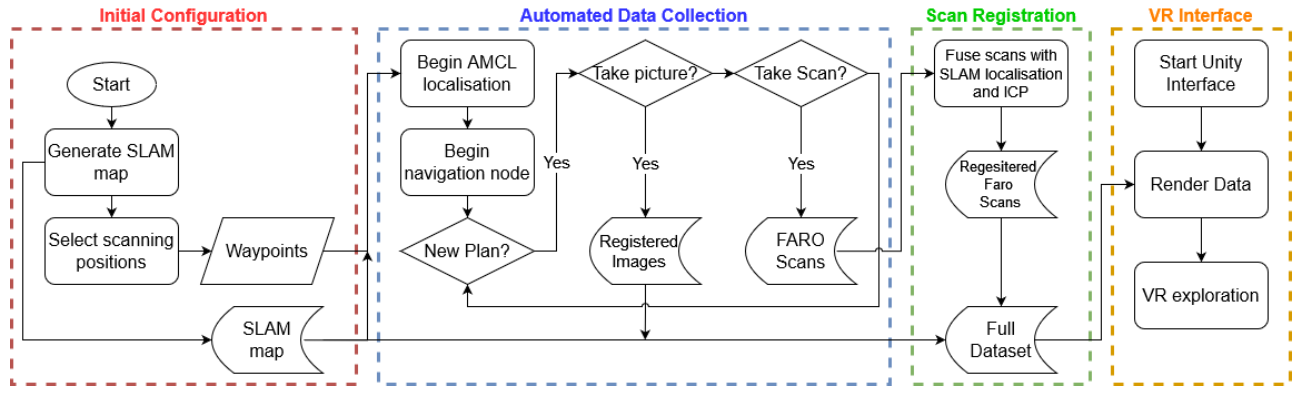 Initial Configuration
Start
Generate SLAM
map
Select scanning
positions
Waypoints
SLAM
map
Automated Data Collection
Begin AMCL
localisation
Begin
navigation node
New Plan?
Yes
Take picture?
Yes
Registered
Images
Take Scan?
Yes
FARO
Scans
Scan Registration
Fuse scans with
SLAM localisation
and ICP
Regesitered
Faro
Scans
Full
Dataset
VR Interface
Start Unity
Interface
Render Data
VR exploration